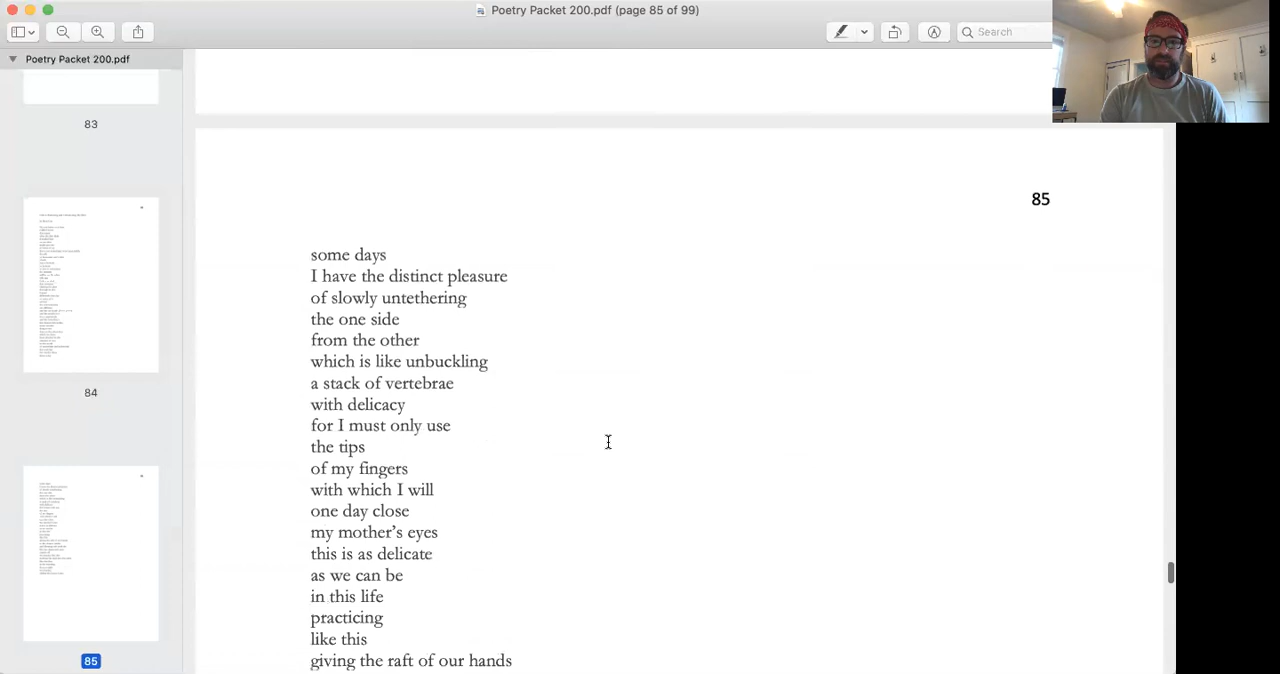 Poetry Packet 200.pdf (page 85 of 99)
Search
Poetry Packet 200.pdf
83
84
85
85
some days
I have the distinct pleasure
of slowly untethering
the one side
from the other
which is like unbuckling
a stack of vertebrae
with delicacy
for I must only use
the tips
of my fingers
with which I will
one day close
my mother’s eyes
this is as delicate
as we can be
in this life
practicing
like this
giving the raft of our hands